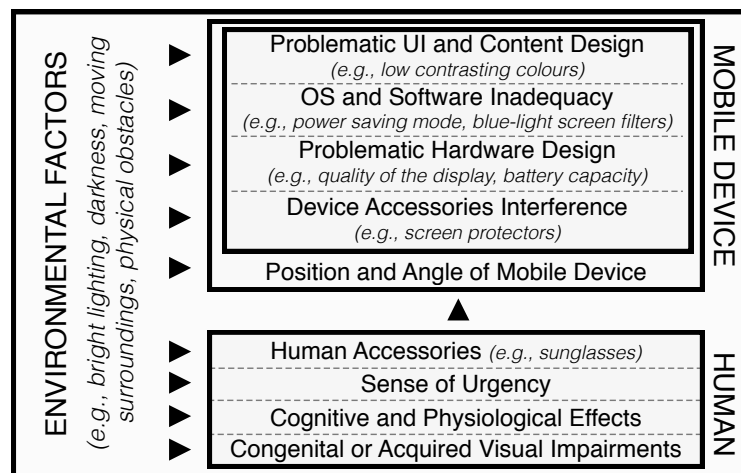 ENVIRONMENTAL FACTORS
(e.g., bright lighting, darkness, moving
surroundings, physical obstacles)
Problematic UI and Content Design
(e.g., low contrasting colours)
OS and Software Inadequacy
(e.g., power saving mode, blue-light screen filters)
Problematic Hardware Design
(e.g., quality of the display, battery capacity)
Device Accessories Interference
(e.g., screen protectors)
Position and Angle of Mobile Device
MOBILE DEVICE
Human Accessories (e.g., sunglasses)
Sense of Urgency
Cognitive and Physiological Effects
Congenital or Acquired Visual Impairments
HUMAN